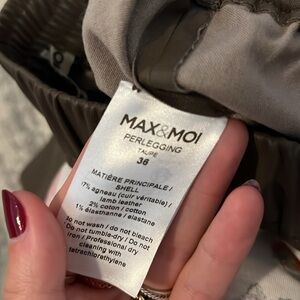 MAX&MOI
PERLEGGING
TAUPE
36
MATIÈRE PRINCIPALE /
SHELL
97% agneau (cuir véritable) /
lamb leather
2% coton / cotton
1% élasthanne / elastane
Do not wash / do not bleach
Do not tumble-dry / Do not
iron / Professional dry
cleaning with
tetrachlorethylene